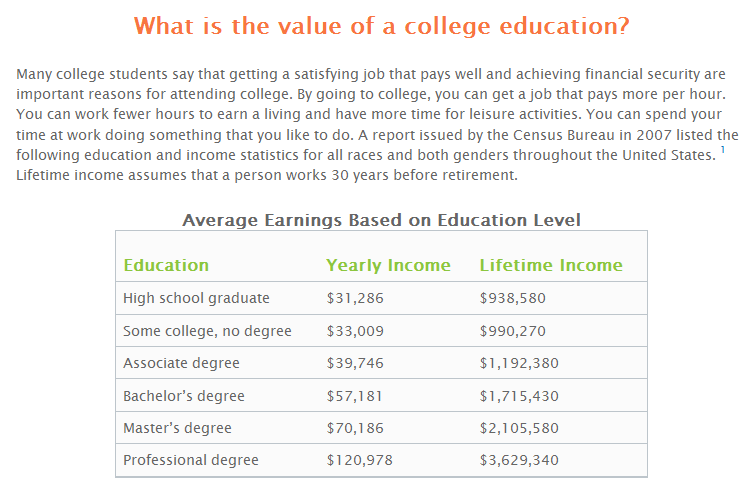 What is the value of a college education?
Many college students say that getting a satisfying job that pays well and achieving financial security are
important reasons for attending college. By going to college, you can get a job that pays more per hour.
You can work fewer hours to earn a living and have more time for leisure activities. You can spend your
time at work doing something that you like to do. A report issued by the Census Bureau in 2007 listed the
following education and income statistics for all races and both genders throughout the United States. 1
Lifetime income assumes that a person works 30 years before retirement.
Average Earnings Based on Education Level
Education Yearly Income Lifetime Income
High school graduate $31,286 $938,580
Some college, no degree $33,009 $990,270
Associate degree $39,746 $1,192,380
Bachelor's degree $57,181 $1,715,430
Master's degree $70,186 $2,105,580
Professional degree $120,978 $3,629,340